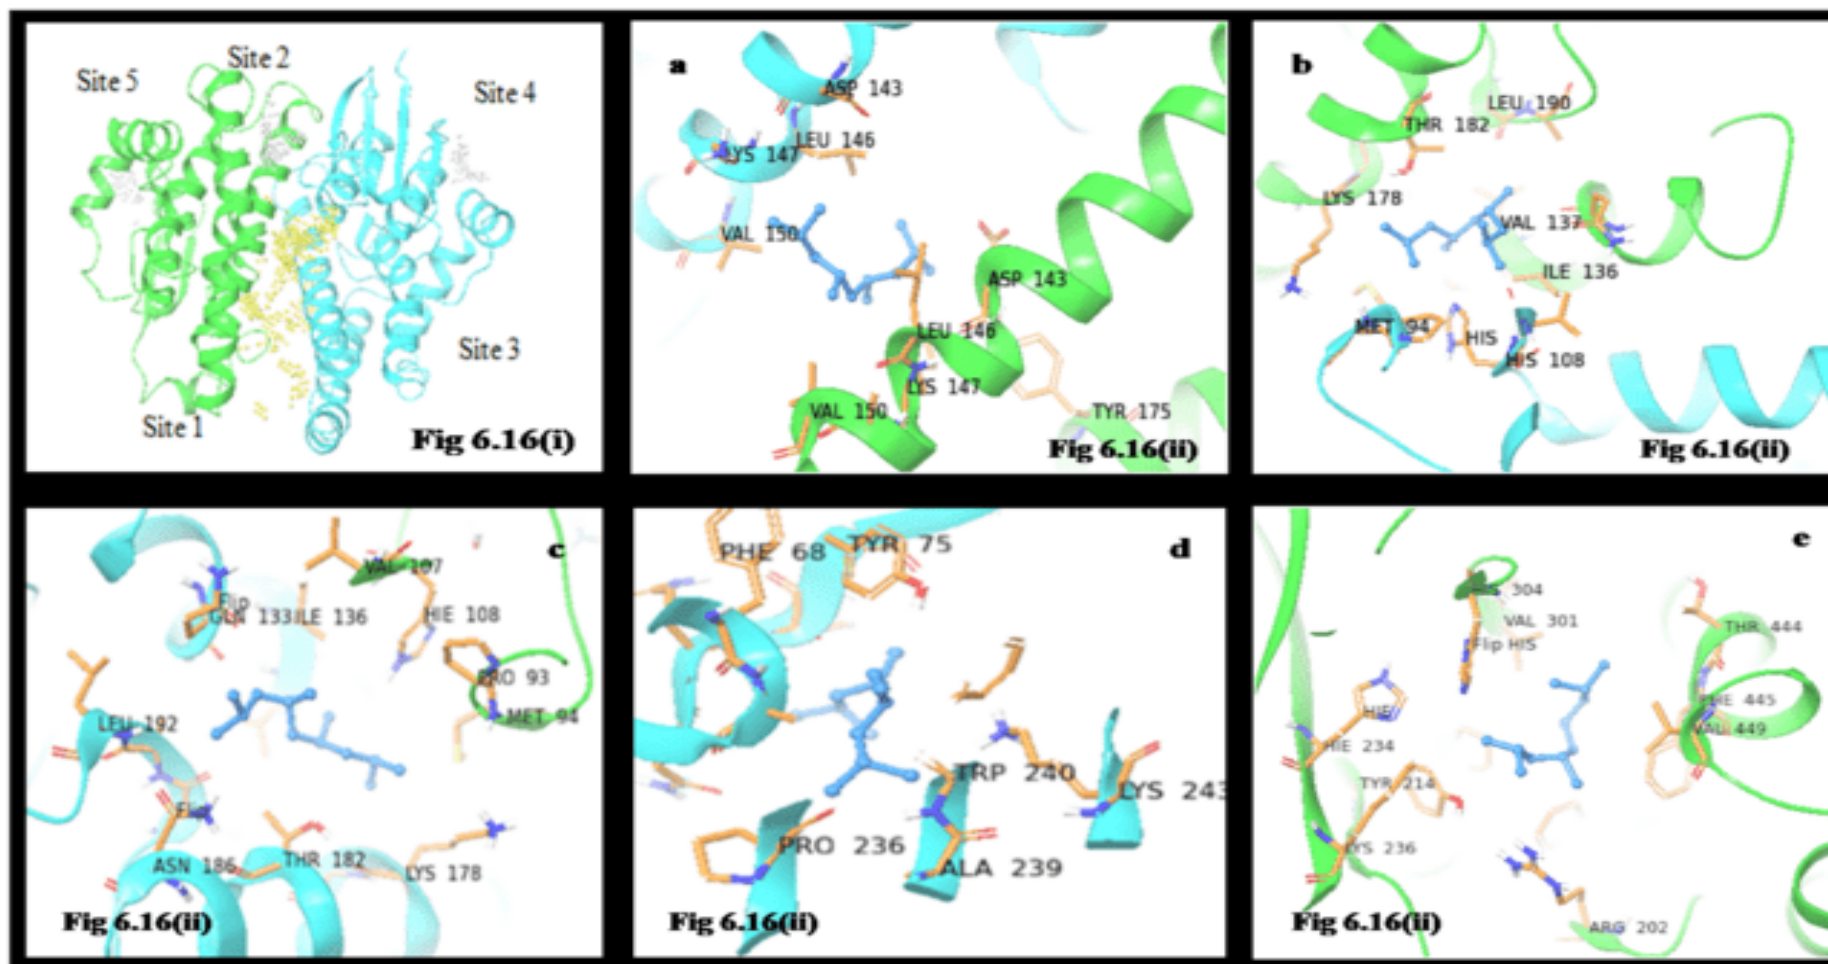 Site 5
Site 2
Site 4
Site 3
Site 1
Fig 6.16(i)
a
ASP 143
LEU 146
LYS 147
VAL 150
ASP 143
LEU 146
LYS 147
VAL 150
TYR 175
Fig 6.16(ii)
b
LEU 190
THR 182
LYS 178
VAL 137
ILE 136
MET 94
HIS
HIS 108
Fig 6.16(ii)
c
VAL 107
Flip
GLN 133
ILE 136
HIE 108
PRO 93
MET 94
LEU 192
Flip
ASN 186
THR 182
LYS 178
Fig 6.16(ii)
d
PHE 68
TYR 75
TRP 240
LYS 243
PRO 236
ALA 239
Fig 6.16(ii)
e
304
VAL 301
Flip HIS
THR 444
PHE 445
VAL 449
HIE
HIE 234
TYR 214
LYS 236
ARG 202
Fig 6.16(ii)